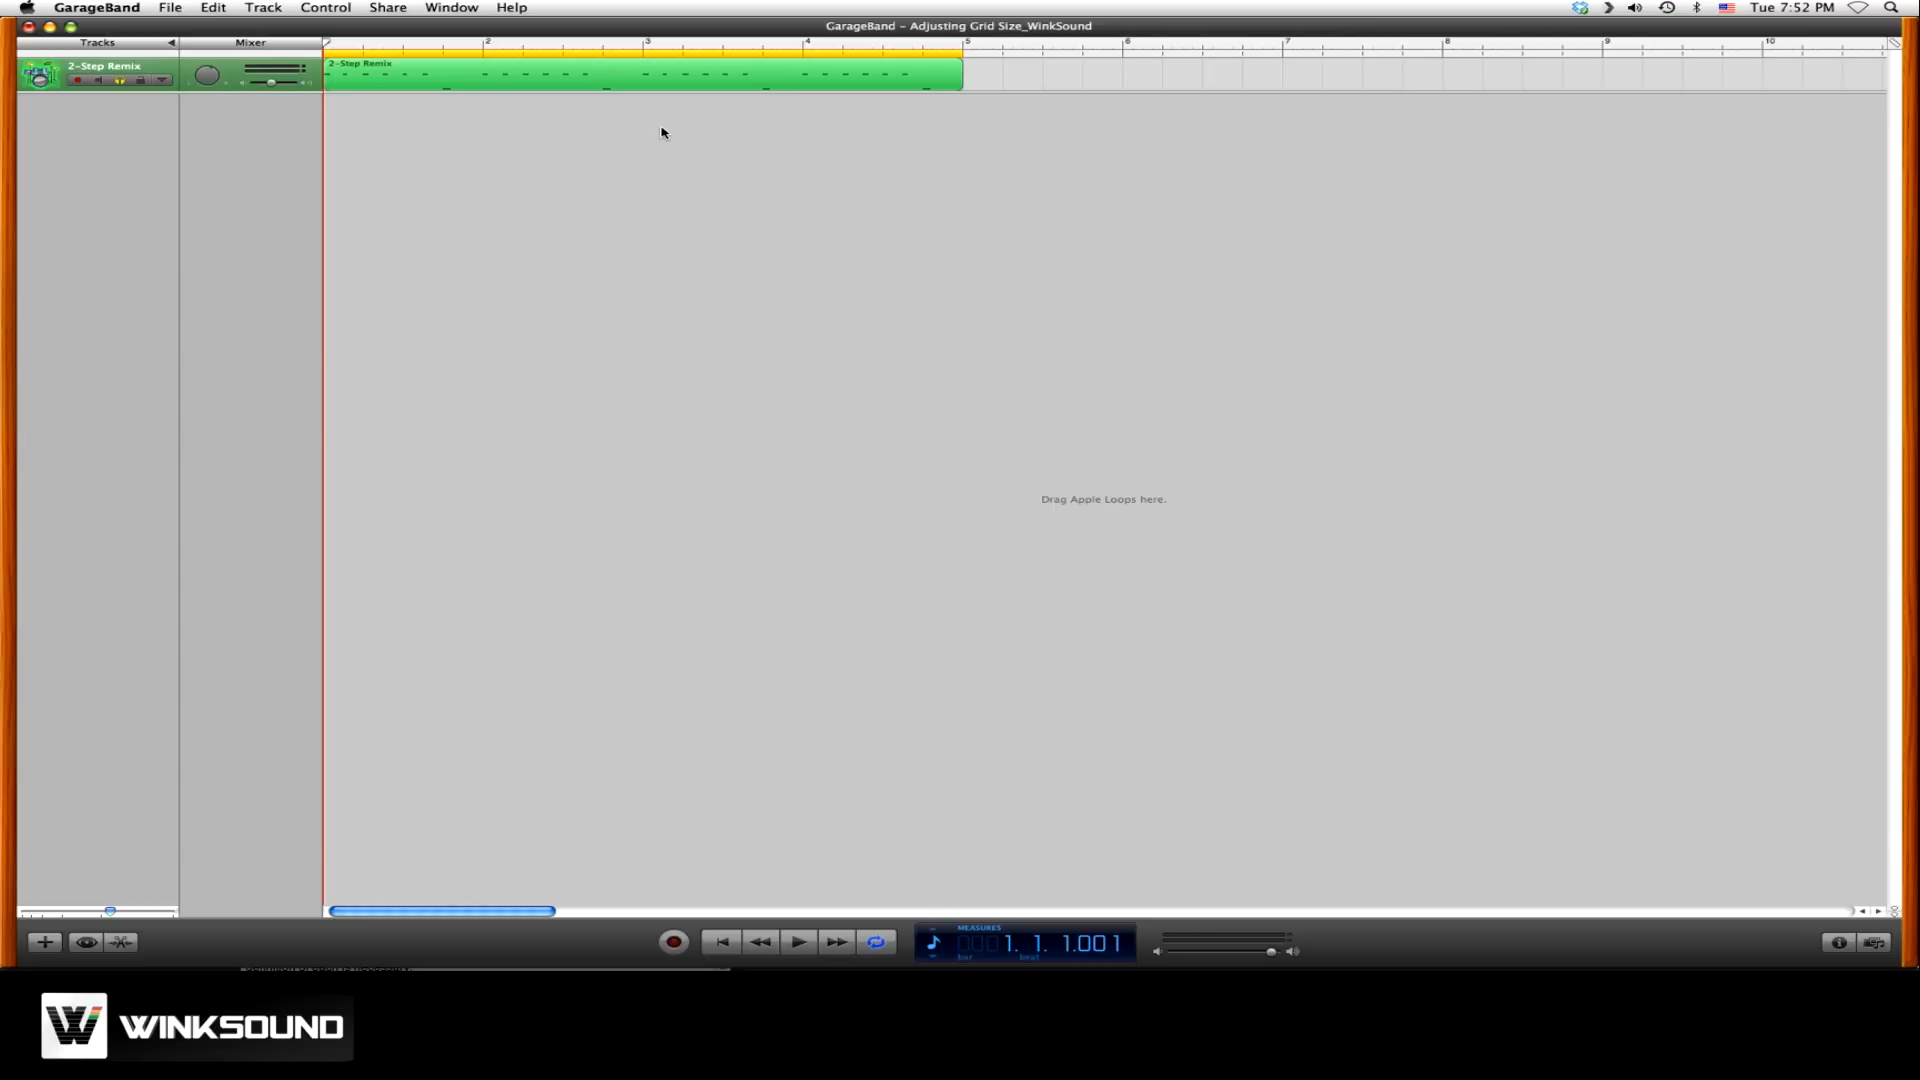 GarageBand File Edit Track Control Share Window Help Tue 7:52 PM
GarageBand – Adjusting Grid Size_WinkSound
Tracks Mixer 2 3 4 5 6 7 8 9 10
2-Step Remix
2-Step Remix
Drag Apple Loops here.
MEASURES
1. 1. 1.001
bar beat
WINKSOUND